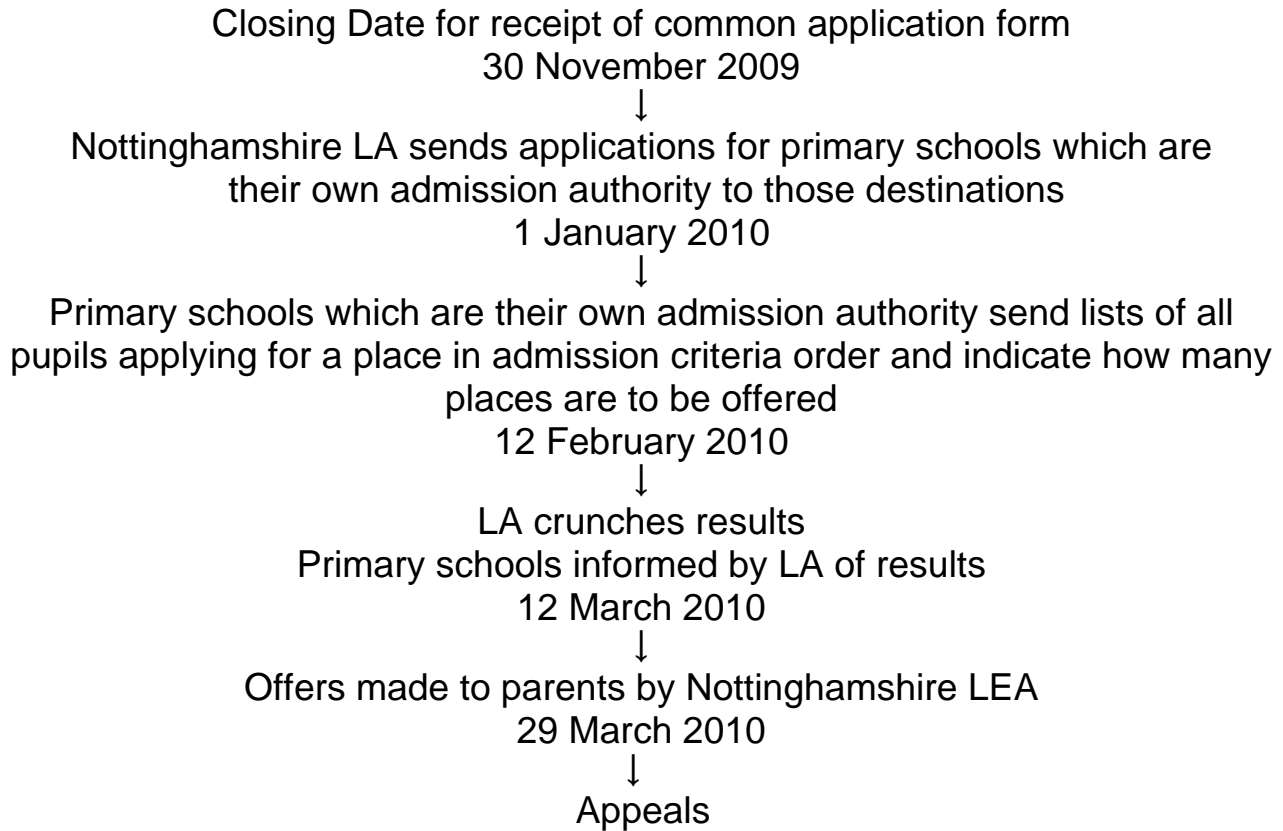 Closing Date for receipt of common application form
30 November 2009
↓
Nottinghamshire LA sends applications for primary schools which are
their own admission authority to those destinations
1 January 2010
↓
Primary schools which are their own admission authority send lists of all
pupils applying for a place in admission criteria order and indicate how many
places are to be offered
12 February 2010
↓
LA crunches results
Primary schools informed by LA of results
12 March 2010
↓
Offers made to parents by Nottinghamshire LEA
29 March 2010
↓
Appeals